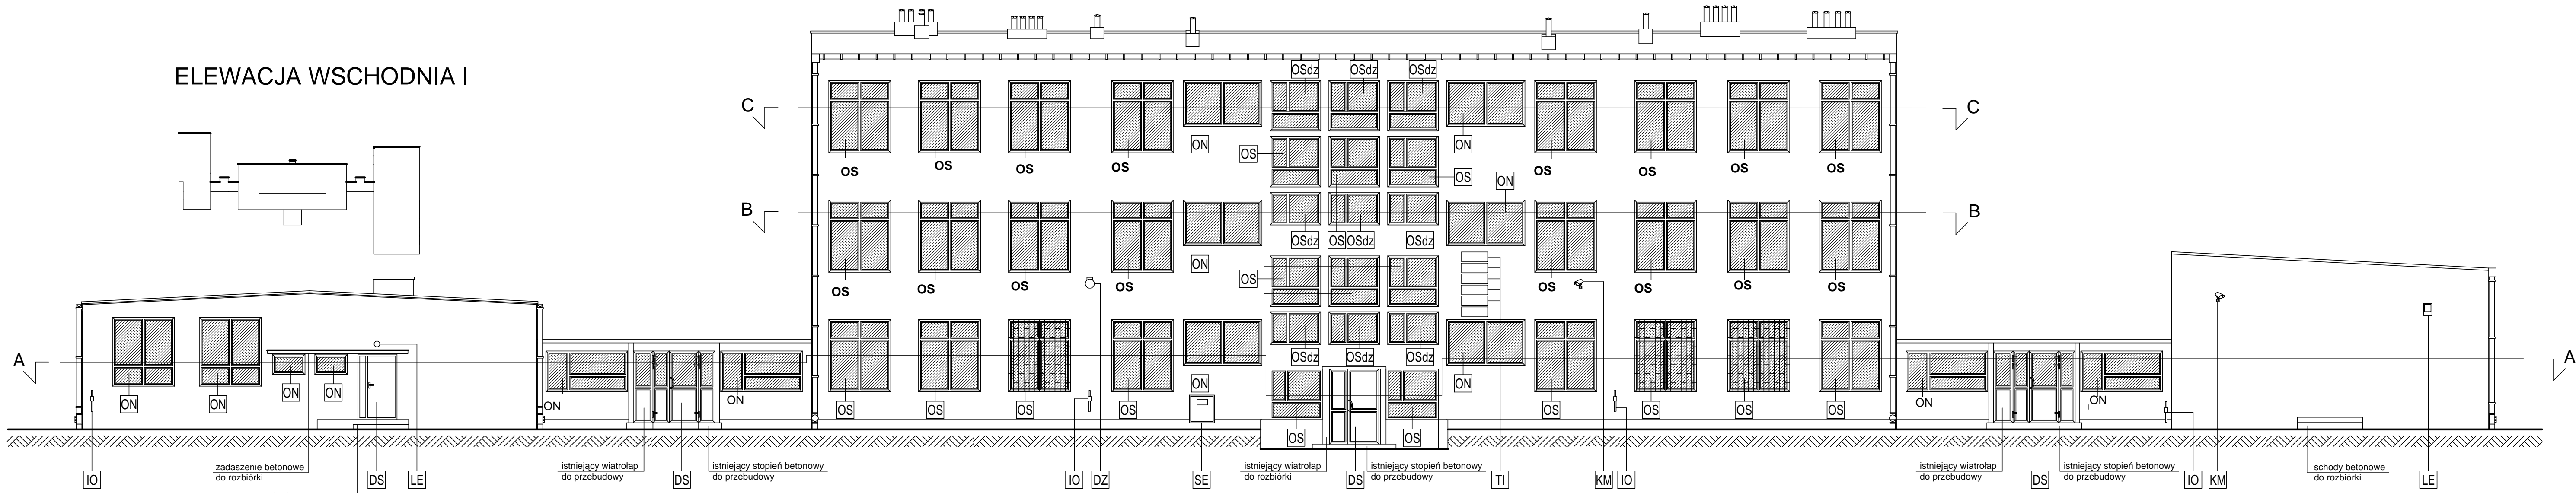 ELEWACJA WSCHODNIA I
OSdz OSdz OSdz
C C
ON ON
OS OS OS OS OS OS OS OS
OS OS ON
B B
OSdz OS OSdz OSdz
ON
OS
OS OS OS OS OS OS OS OS
OSdz OSdz OSdz
A A
ON ON
ON ON ON ON
ON ON ON ON
OS OS OS OS OS OS OS OS
OS OS
zadaszenie betonowe
do rozbiórki
istniejący wiatrołap
do przebudowy
istniejący stopień betonowy
do przebudowy
istniejący wiatrołap
do rozbiórki
istniejący stopień betonowy
do przebudowy
istniejący wiatrołap
do przebudowy
istniejący stopień betonowy
do przebudowy
schody betonowe
do rozbiórki
IO DS LE DS IO DZ SE DS TI KM IO DS IO KM LE